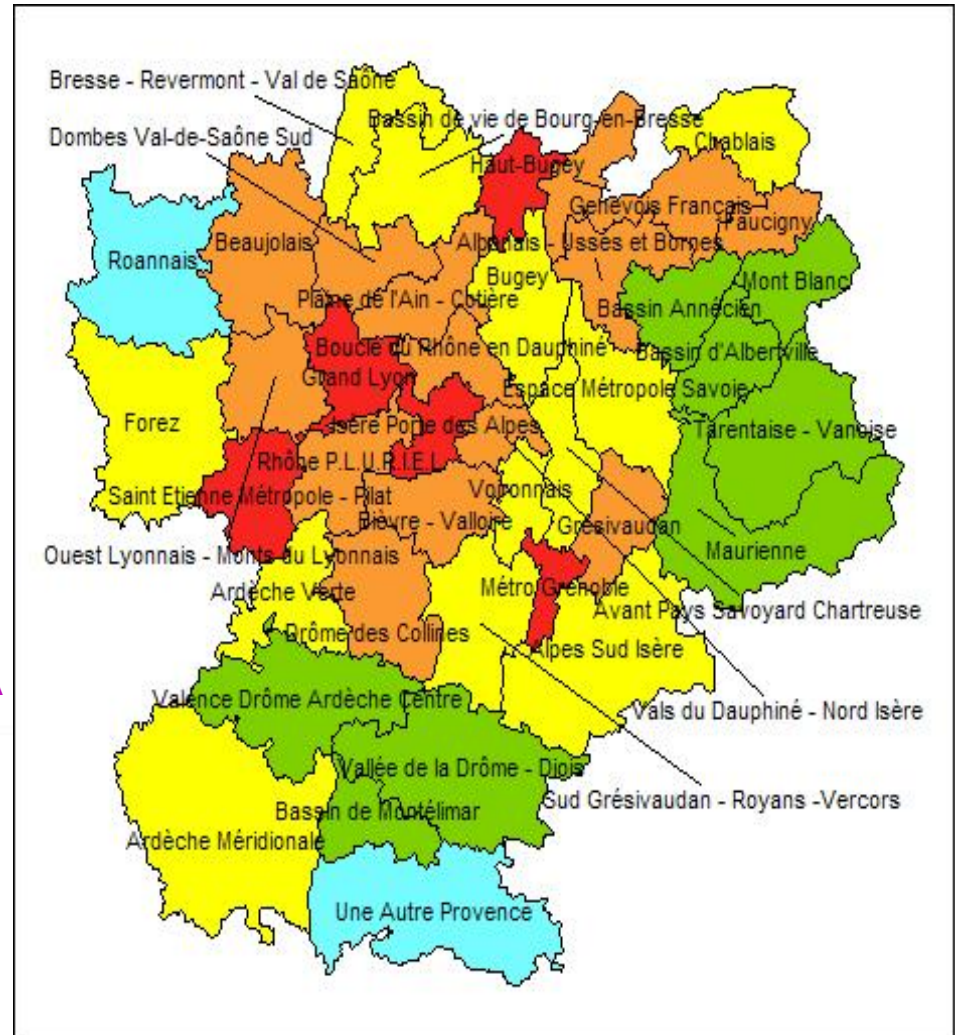 Bresse - Revermont - Val de Saône
Bassin de vie de Bourg-en-Bresse
Dombes Val-de-Saône Sud
Chablais
Haut-Bugey
Genevois Français
Faucigny
Beaujolais
Albanais - Usses et Bornes
Roannais
Bugey
Mont Blanc
Plaine de l'Ain - Cotière
Bassin Annécien
Boucle du Rhône en Dauphiné
Bassin d'Albertville
Grand Lyon
Espace Métropole Savoie
Forez
Isère Porte des Alpes
Tarentaise - Vanoise
Rhône P.L.U.R.I.E.L
Voironnais
Saint Etienne Métropole - Pilat
Bièvre - Valloire
Grésivaudan
Maurienne
Ouest Lyonnais - Monts du Lyonnais
Métro Grenoble
Ardèche Verte
Avant Pays Savoyard Chartreuse
Drôme des Collines
Alpes Sud Isère
Valence Drôme Ardèche Centre
Vals du Dauphiné - Nord Isère
Vallée de la Drôme - Diois
Sud Grésivaudan - Royans -Vercors
Bassin de Montélimar
Ardèche Méridionale
Une Autre Provence